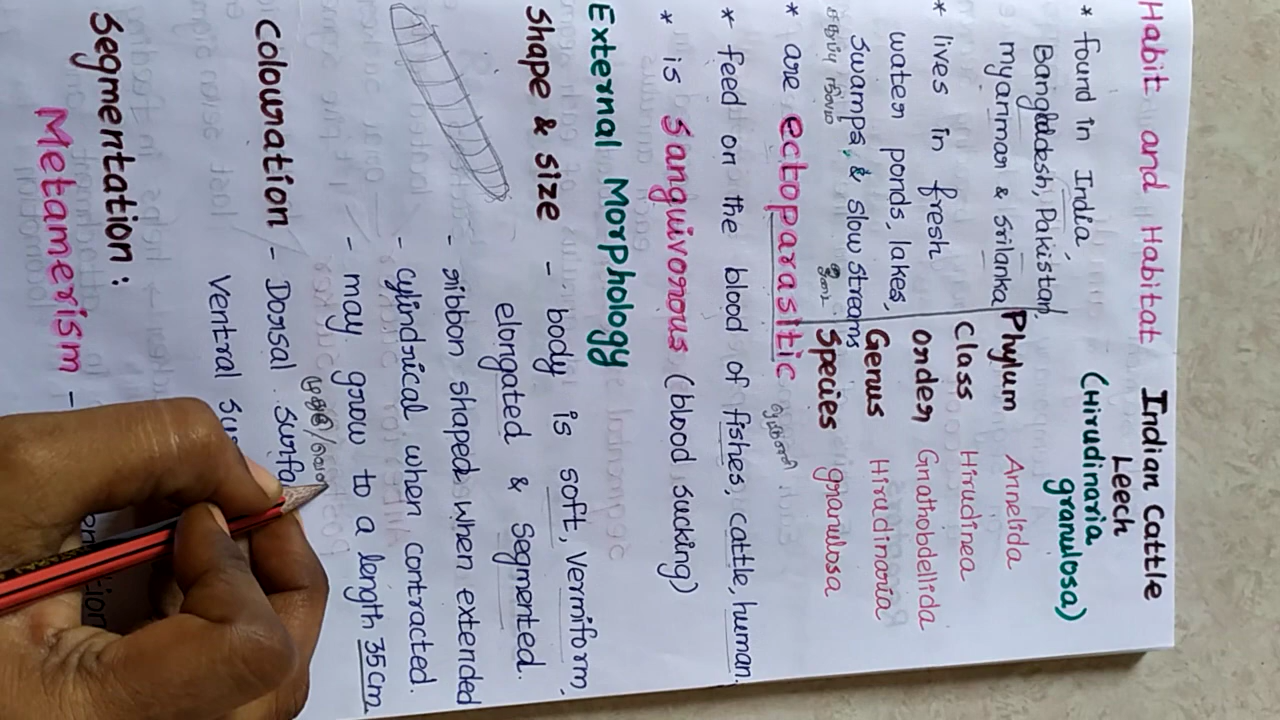 Habit and Habitat
Indian Cattle
Leech
(Hirudinaria
granulosa)
* found in India,
Bangladesh, Pakistan,
myanmar & Srilanka
* lives in fresh
water ponds, lakes,
swamps, & slow streams
Phylum Annelida
Class Hirudinea
Order Gnathobdellida
Genus Hirudinaria
Species granulosa
* are ectoparasitic
* feed on the blood of fishes, cattle, human.
* is Sanguivorous (blood sucking)
External Morphology
Shape & size - body is soft, vermiform,
elongated & Segmented.
- ribbon shaped when extended
- cylindrical when contracted.
- may grow to a length 35cm
Colouration - Dorsal surfa
Ventral su
Segmentation :
Metamerism -